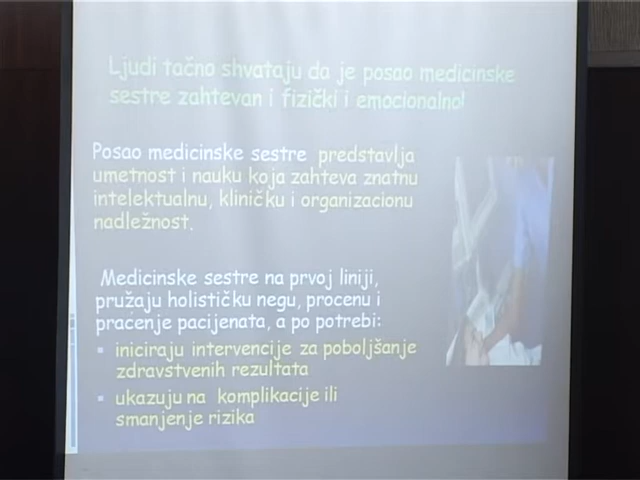 Ljudi tačno shvataju da je posao medicinske
sestre zahtevan i fizički i emocionalno!
Posao medicinske sestre predstavlja
umetnost i nauku koja zahteva znatnu
intelektualnu, kliničku i organizacionu
nadležnost.
Medicinske sestre na prvoj liniji,
pružaju holističku negu, procenu i
praćenje pacijenata, a po potrebi:
iniciraju intervencije za poboljšanje
zdravstvenih rezultata
ukazuju na komplikacije ili
smanjenje rizika